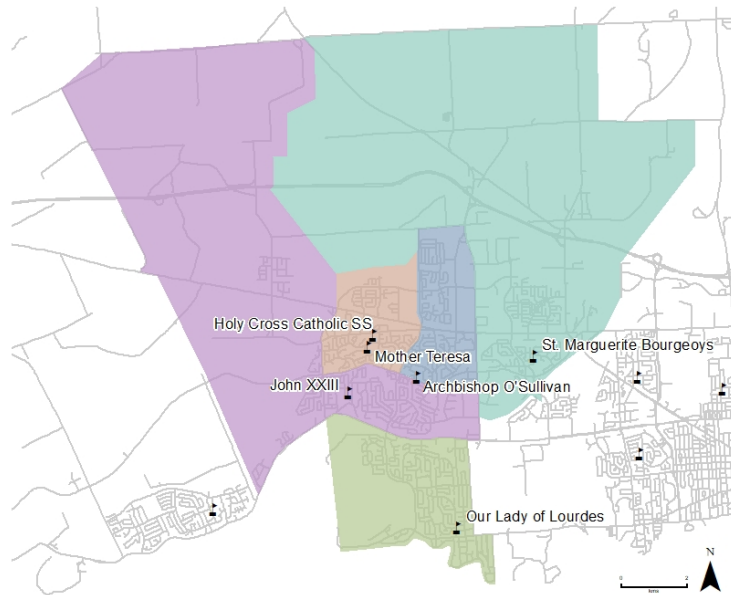 Holy Cross Catholic SS
Mother Teresa
St. Marguerite Bourgeoys
John XXIII
Archbishop O'Sullivan
Our Lady of Lourdes
N
0 2